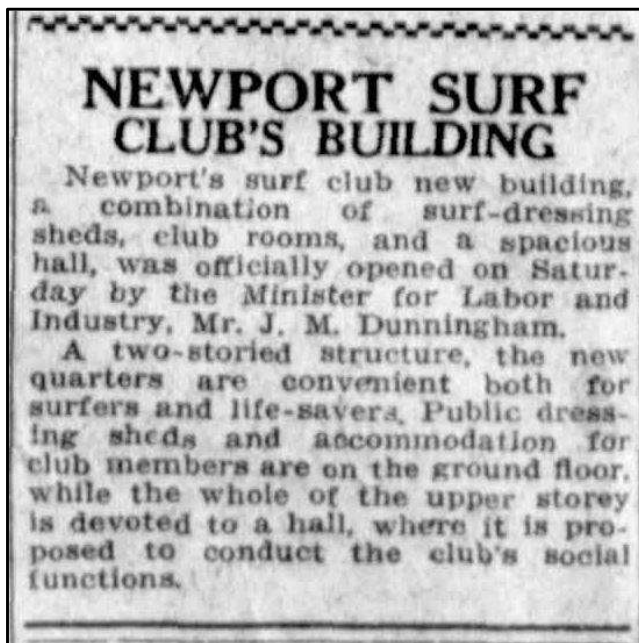 NEWPORT SURF
CLUB'S BUILDING
Newport's surf club new building,
a combination of surf-dressing
sheds, club rooms, and a spacious
hall, was officially opened on Satur-
day by the Minister for Labor and
Industry, Mr. J. M. Dunningham.
A two-storied structure, the new
quarters are convenient both for
surfers and life-savers. Public dress-
ing sheds and accommodation for
club members are on the ground floor,
while the whole of the upper storey
is devoted to a hall, where it is pro-
posed to conduct the club's social
functions.